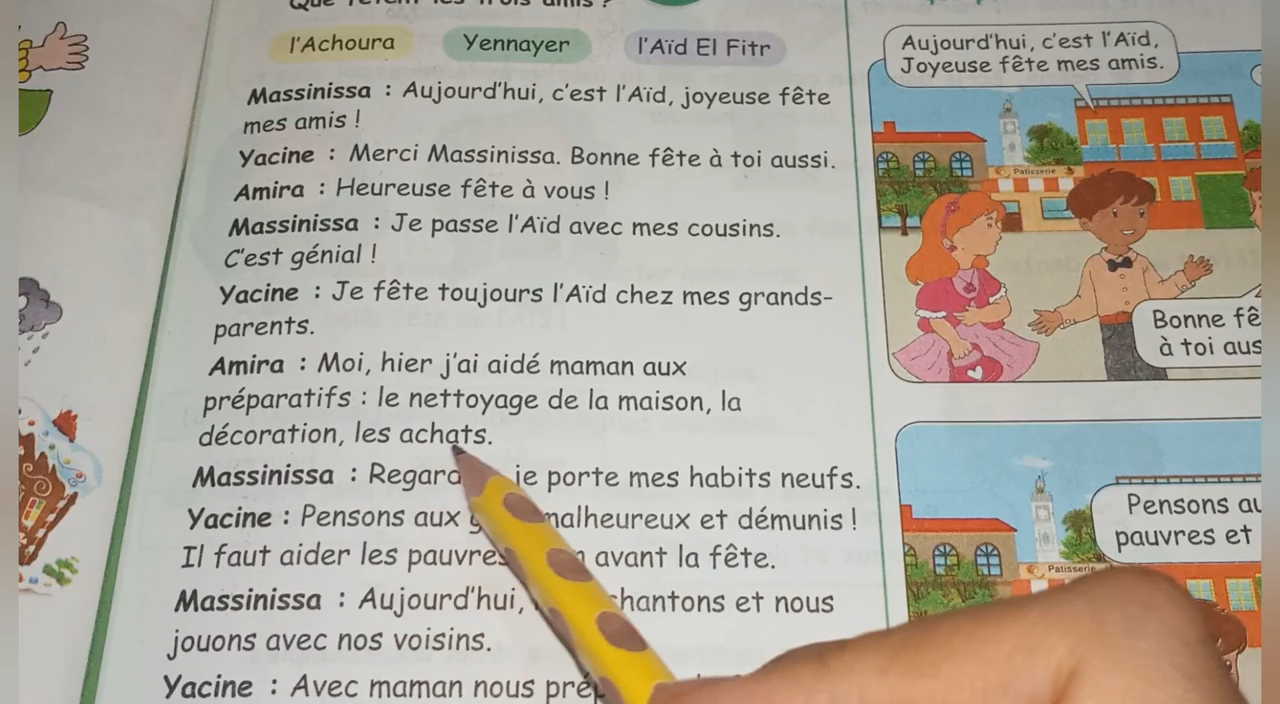 Que fêtent les trois amis ?
l'Achoura
Yennayer
l'Aïd El Fitr
Massinissa : Aujourd'hui, c'est l'Aïd, joyeuse fête
mes amis !
Yacine : Merci Massinissa. Bonne fête à toi aussi.
Amira : Heureuse fête à vous !
Massinissa : Je passe l'Aïd avec mes cousins.
C'est génial !
Yacine : Je fête toujours l'Aïd chez mes grands-
parents.
Amira : Moi, hier j'ai aidé maman aux
préparatifs : le nettoyage de la maison, la
décoration, les achats.
Massinissa : je porte mes habits neufs.
Yacine : Pensons aux malheureux et démunis !
Il faut aider les avant la fête.
Massinissa : Aujourd'hui, chantons et nous
jouons avec nos voisins.
Yacine : Avec maman nous
Aujourd'hui, c'est l'Aïd,
Joyeuse fête mes amis.
Patisserie
Bonne
à toi
Pensons
pauvres et
Patisserie